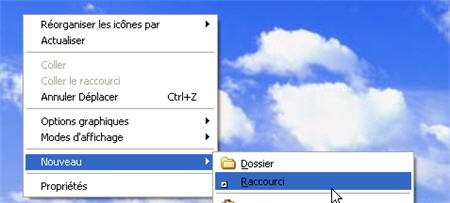 Réorganiser les icônes par
Actualiser
Coller
Coller le raccourci
Annuler Déplacer Ctrl+Z
Options graphiques
Modes d'affichage
Nouveau
Propriétés
Dossier
Raccourci